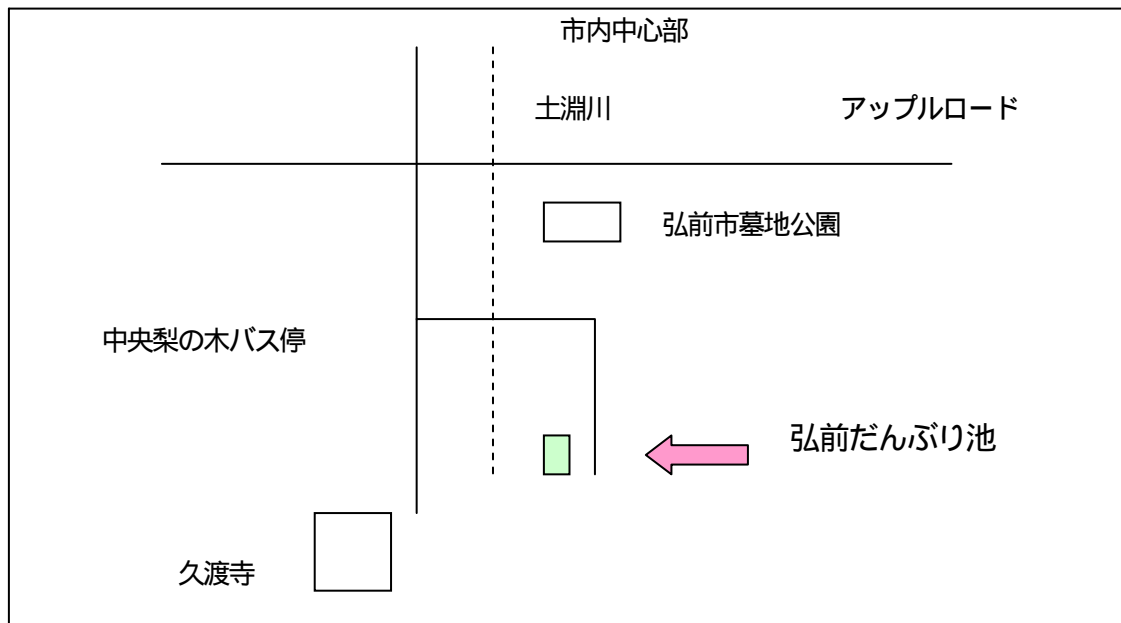 市内中心部
土淵川
アップルロード
弘前市墓地公園
中央梨の木バス停
弘前だんぶり池
久渡寺